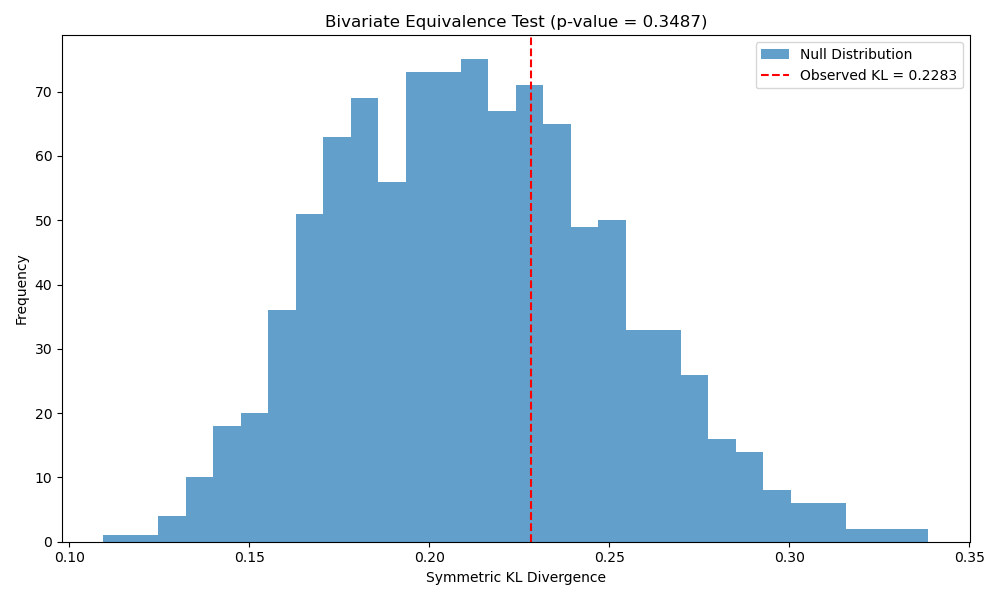 Bivariate Equivalence Test (p-value = 0.3487)
Null Distribution
Observed KL = 0.2283
Frequency
70
60
50
40
30
20
10
0
0.10 0.15 0.20 0.25 0.30 0.35
Symmetric KL Divergence